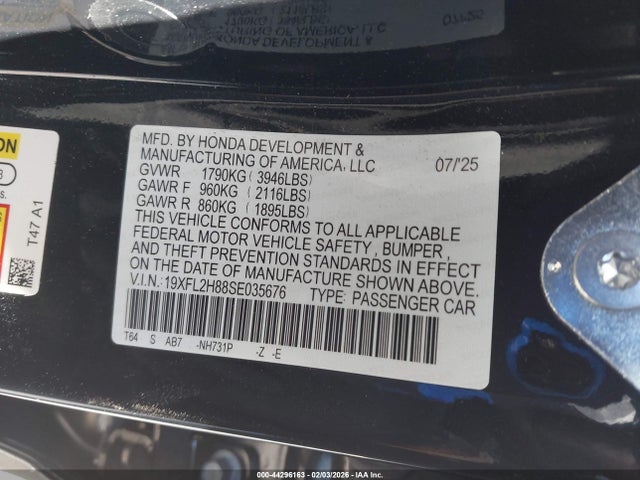 MFD. BY HONDA DEVELOPMENT &
MANUFACTURING OF AMERICA, LLC 07/'25
GVWR 1790KG ( 3946LBS)
GAWR F 960KG ( 2116LBS)
GAWR R 860KG ( 1895LBS)
THIS VEHICLE CONFORMS TO ALL APPLICABLE
FEDERAL MOTOR VEHICLE SAFETY , BUMPER ,
AND THEFT PREVENTION STANDARDS IN EFFECT
ON THE DATE OF MANUFACTURE SHOWN ABOVE.
V.I.N.:19XFL2H88SE035676 TYPE: PASSENGER CAR
T64 S AB7 -NH731P -Z -E
T47 A1
000-44296163 - 02/03/2026 - IAAI